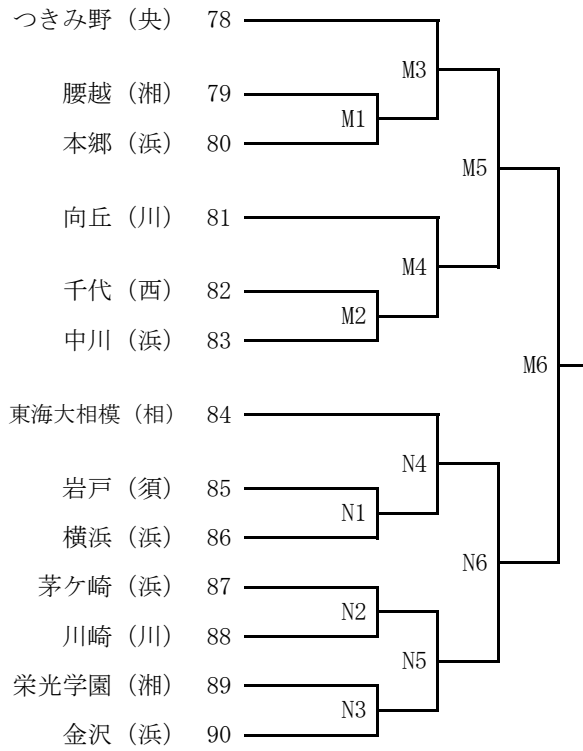 つきみ野（央） 78
M3
腰越（湘） 79
M1
本郷（浜） 80
M5
向丘（川） 81
M4
千代（西） 82
M2
中川（浜） 83
M6
東海大相模（相） 84
N4
岩戸（須） 85
N1
横浜（浜） 86
N6
茅ケ崎（浜） 87
N2
川崎（川） 88
N5
栄光学園（湘） 89
N3
金沢（浜） 90